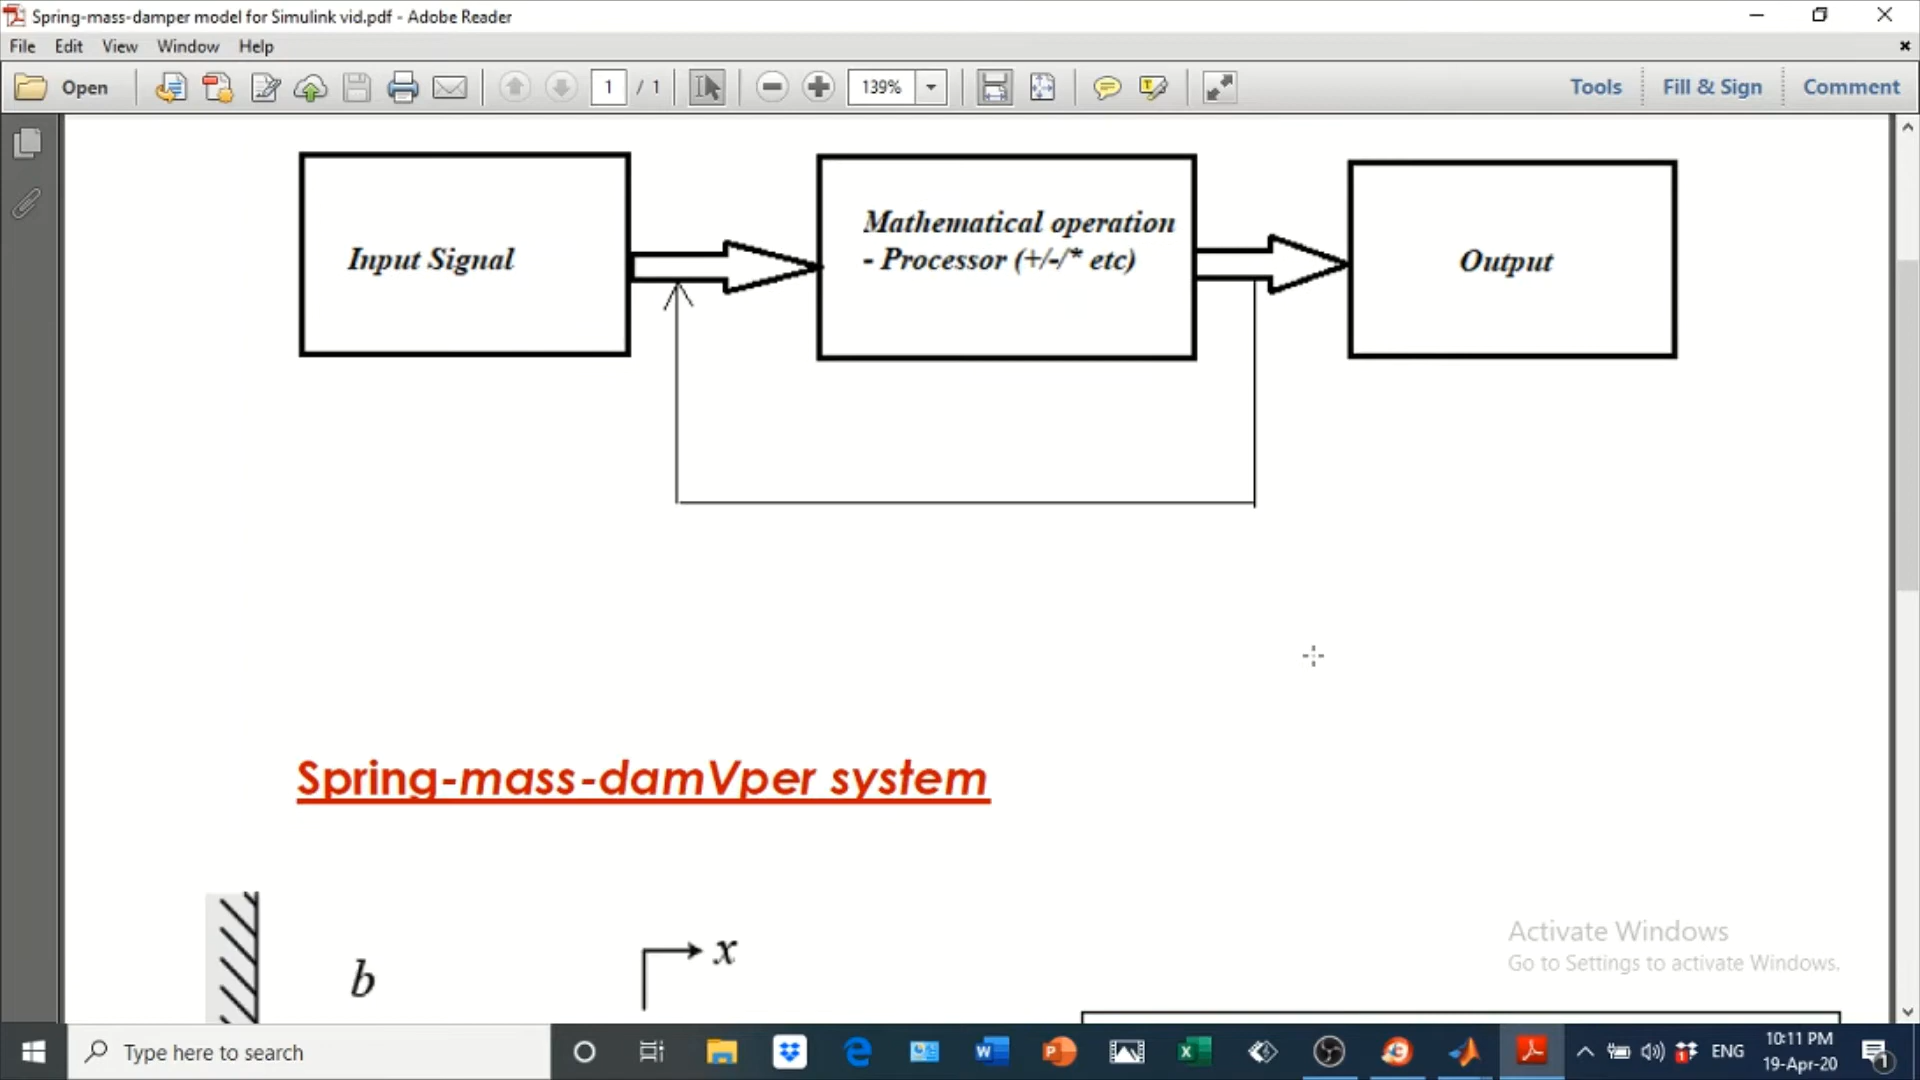 Spring-mass-damper model for Simulink vid.pdf - Adobe Reader
File Edit View Window Help
Open 1 / 1 139% Tools Fill & Sign Comment
Input Signal
Mathematical operation
- Processor (+/-/* etc)
Output
Spring-mass-damVper system
b
x
Activate Windows
Go to Settings to activate Windows.
Type here to search
ENG
10:11 PM
19-Apr-20
1